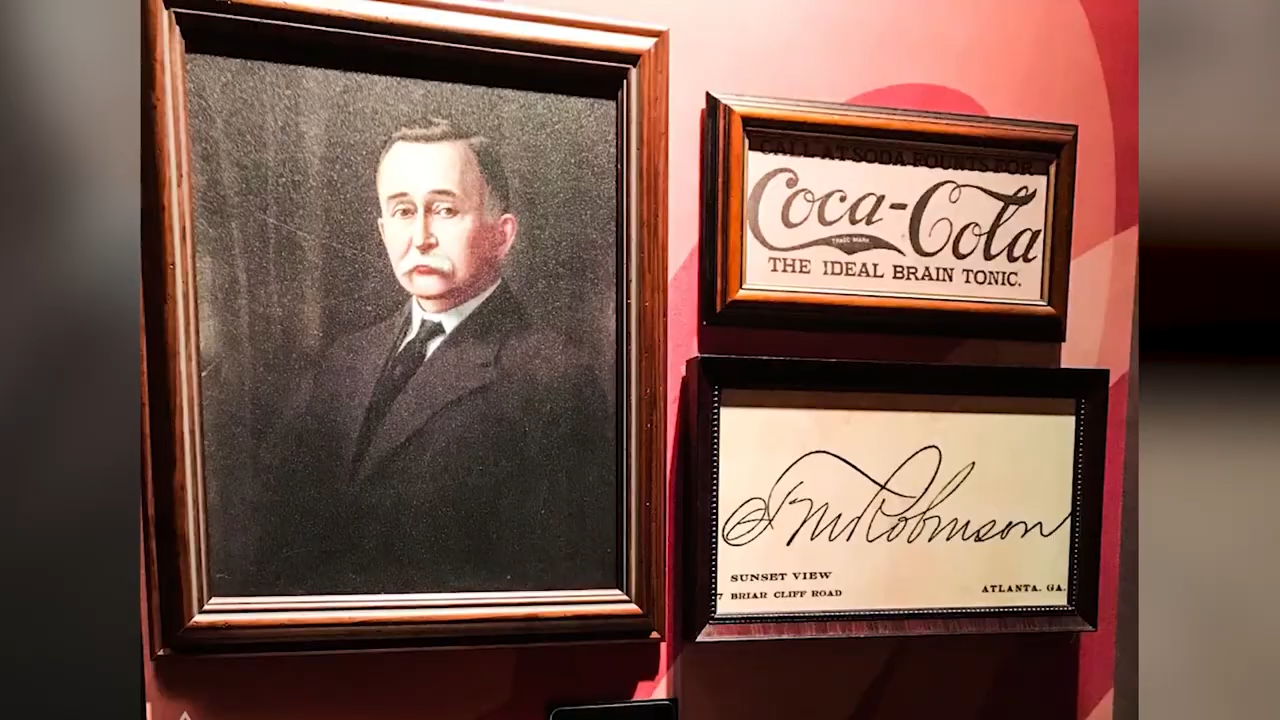 CALL AT SODA FOUNTS FOR
Coca-Cola
TRADE MARK
THE IDEAL BRAIN TONIC.
F M Robinson
SUNSET VIEW
7 BRIAR CLIFF ROAD
ATLANTA. GA.